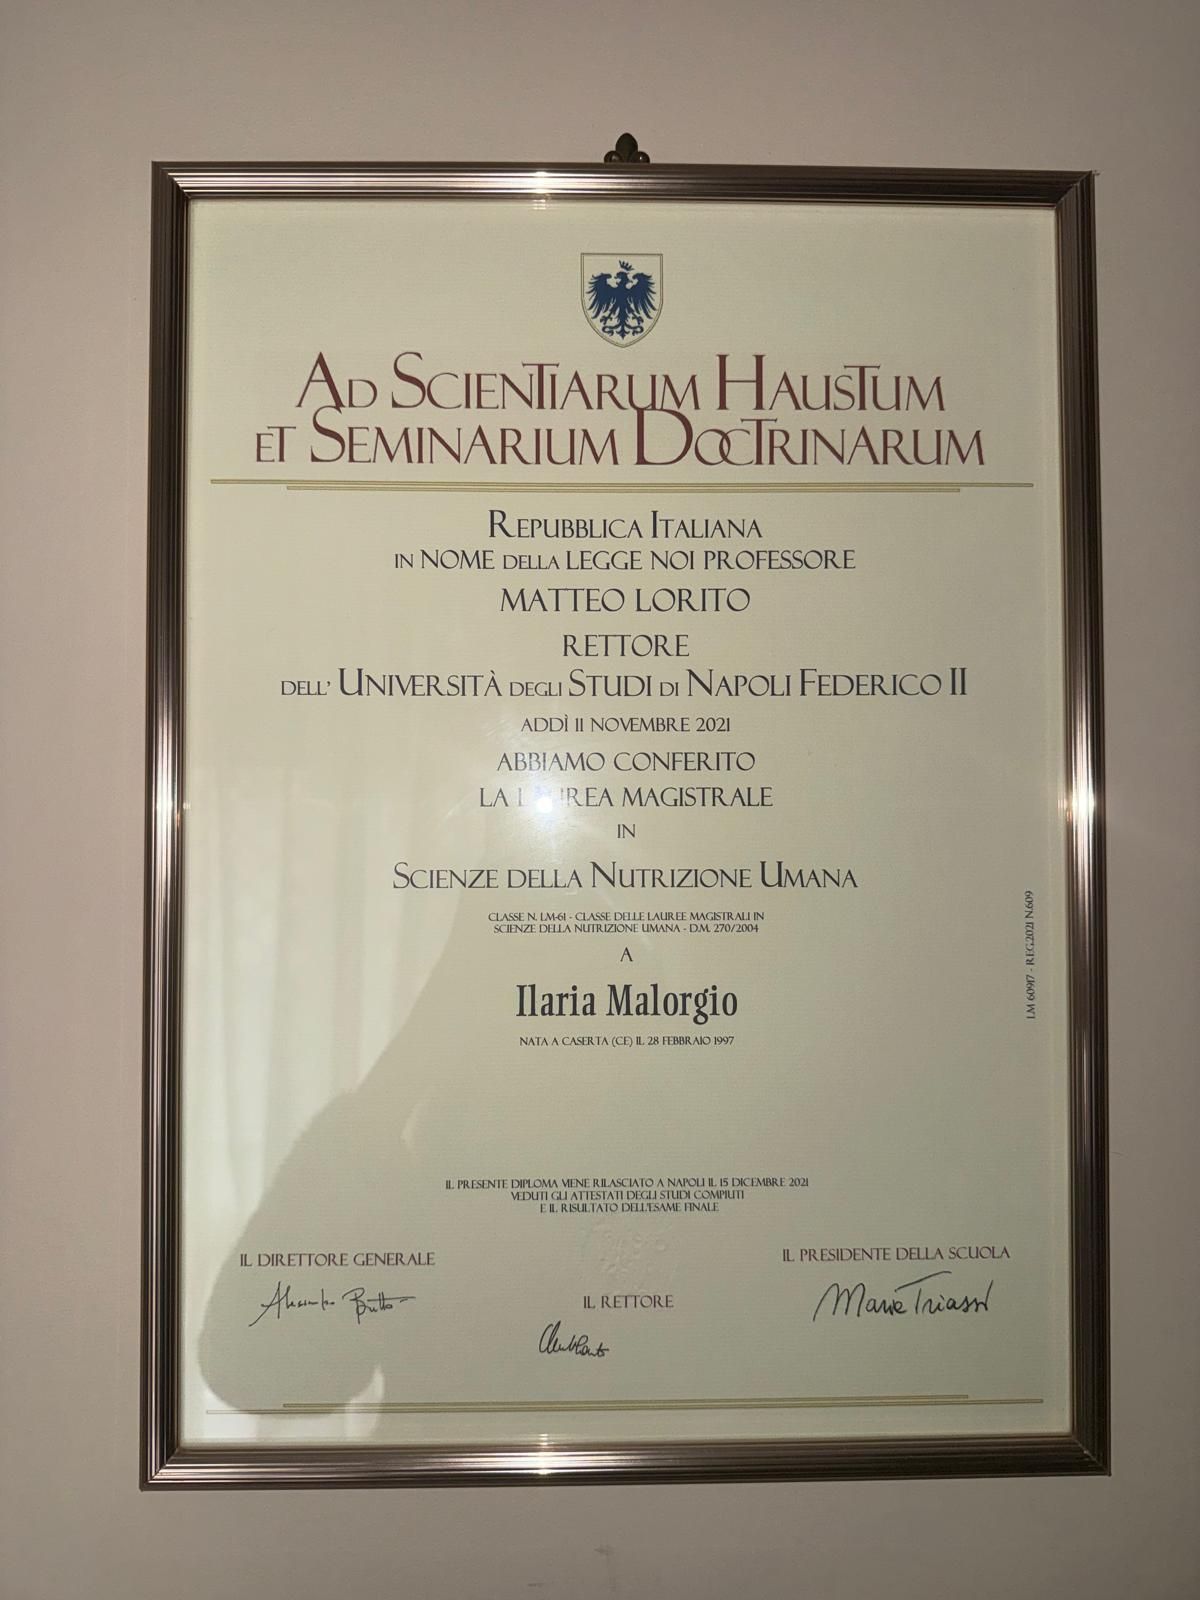 Ad Scientiarum Haustum
et Seminarium Doctrinarum
Repubblica Italiana
in nome della legge noi professore
MATTEO LORITO
RETTORE
dell' Università degli Studi di Napoli Federico II
addì 11 novembre 2021
abbiamo conferito
la laurea magistrale
in
Scienze della Nutrizione Umana
Classe n. LM-61 - Classe delle lauree magistrali in
Scienze della nutrizione umana - D.M. 270/2004
a
Ilaria Malorgio
nata a Caserta (CE) il 28 febbraio 1997
LM 60917 - REG.2021 N.609
Il presente diploma viene rilasciato a Napoli il 15 dicembre 2021
veduti gli attestati degli studi compiuti
e il risultato dell'esame finale
Il Direttore Generale
Il Presidente della Scuola
Il Rettore
Maria Triassi